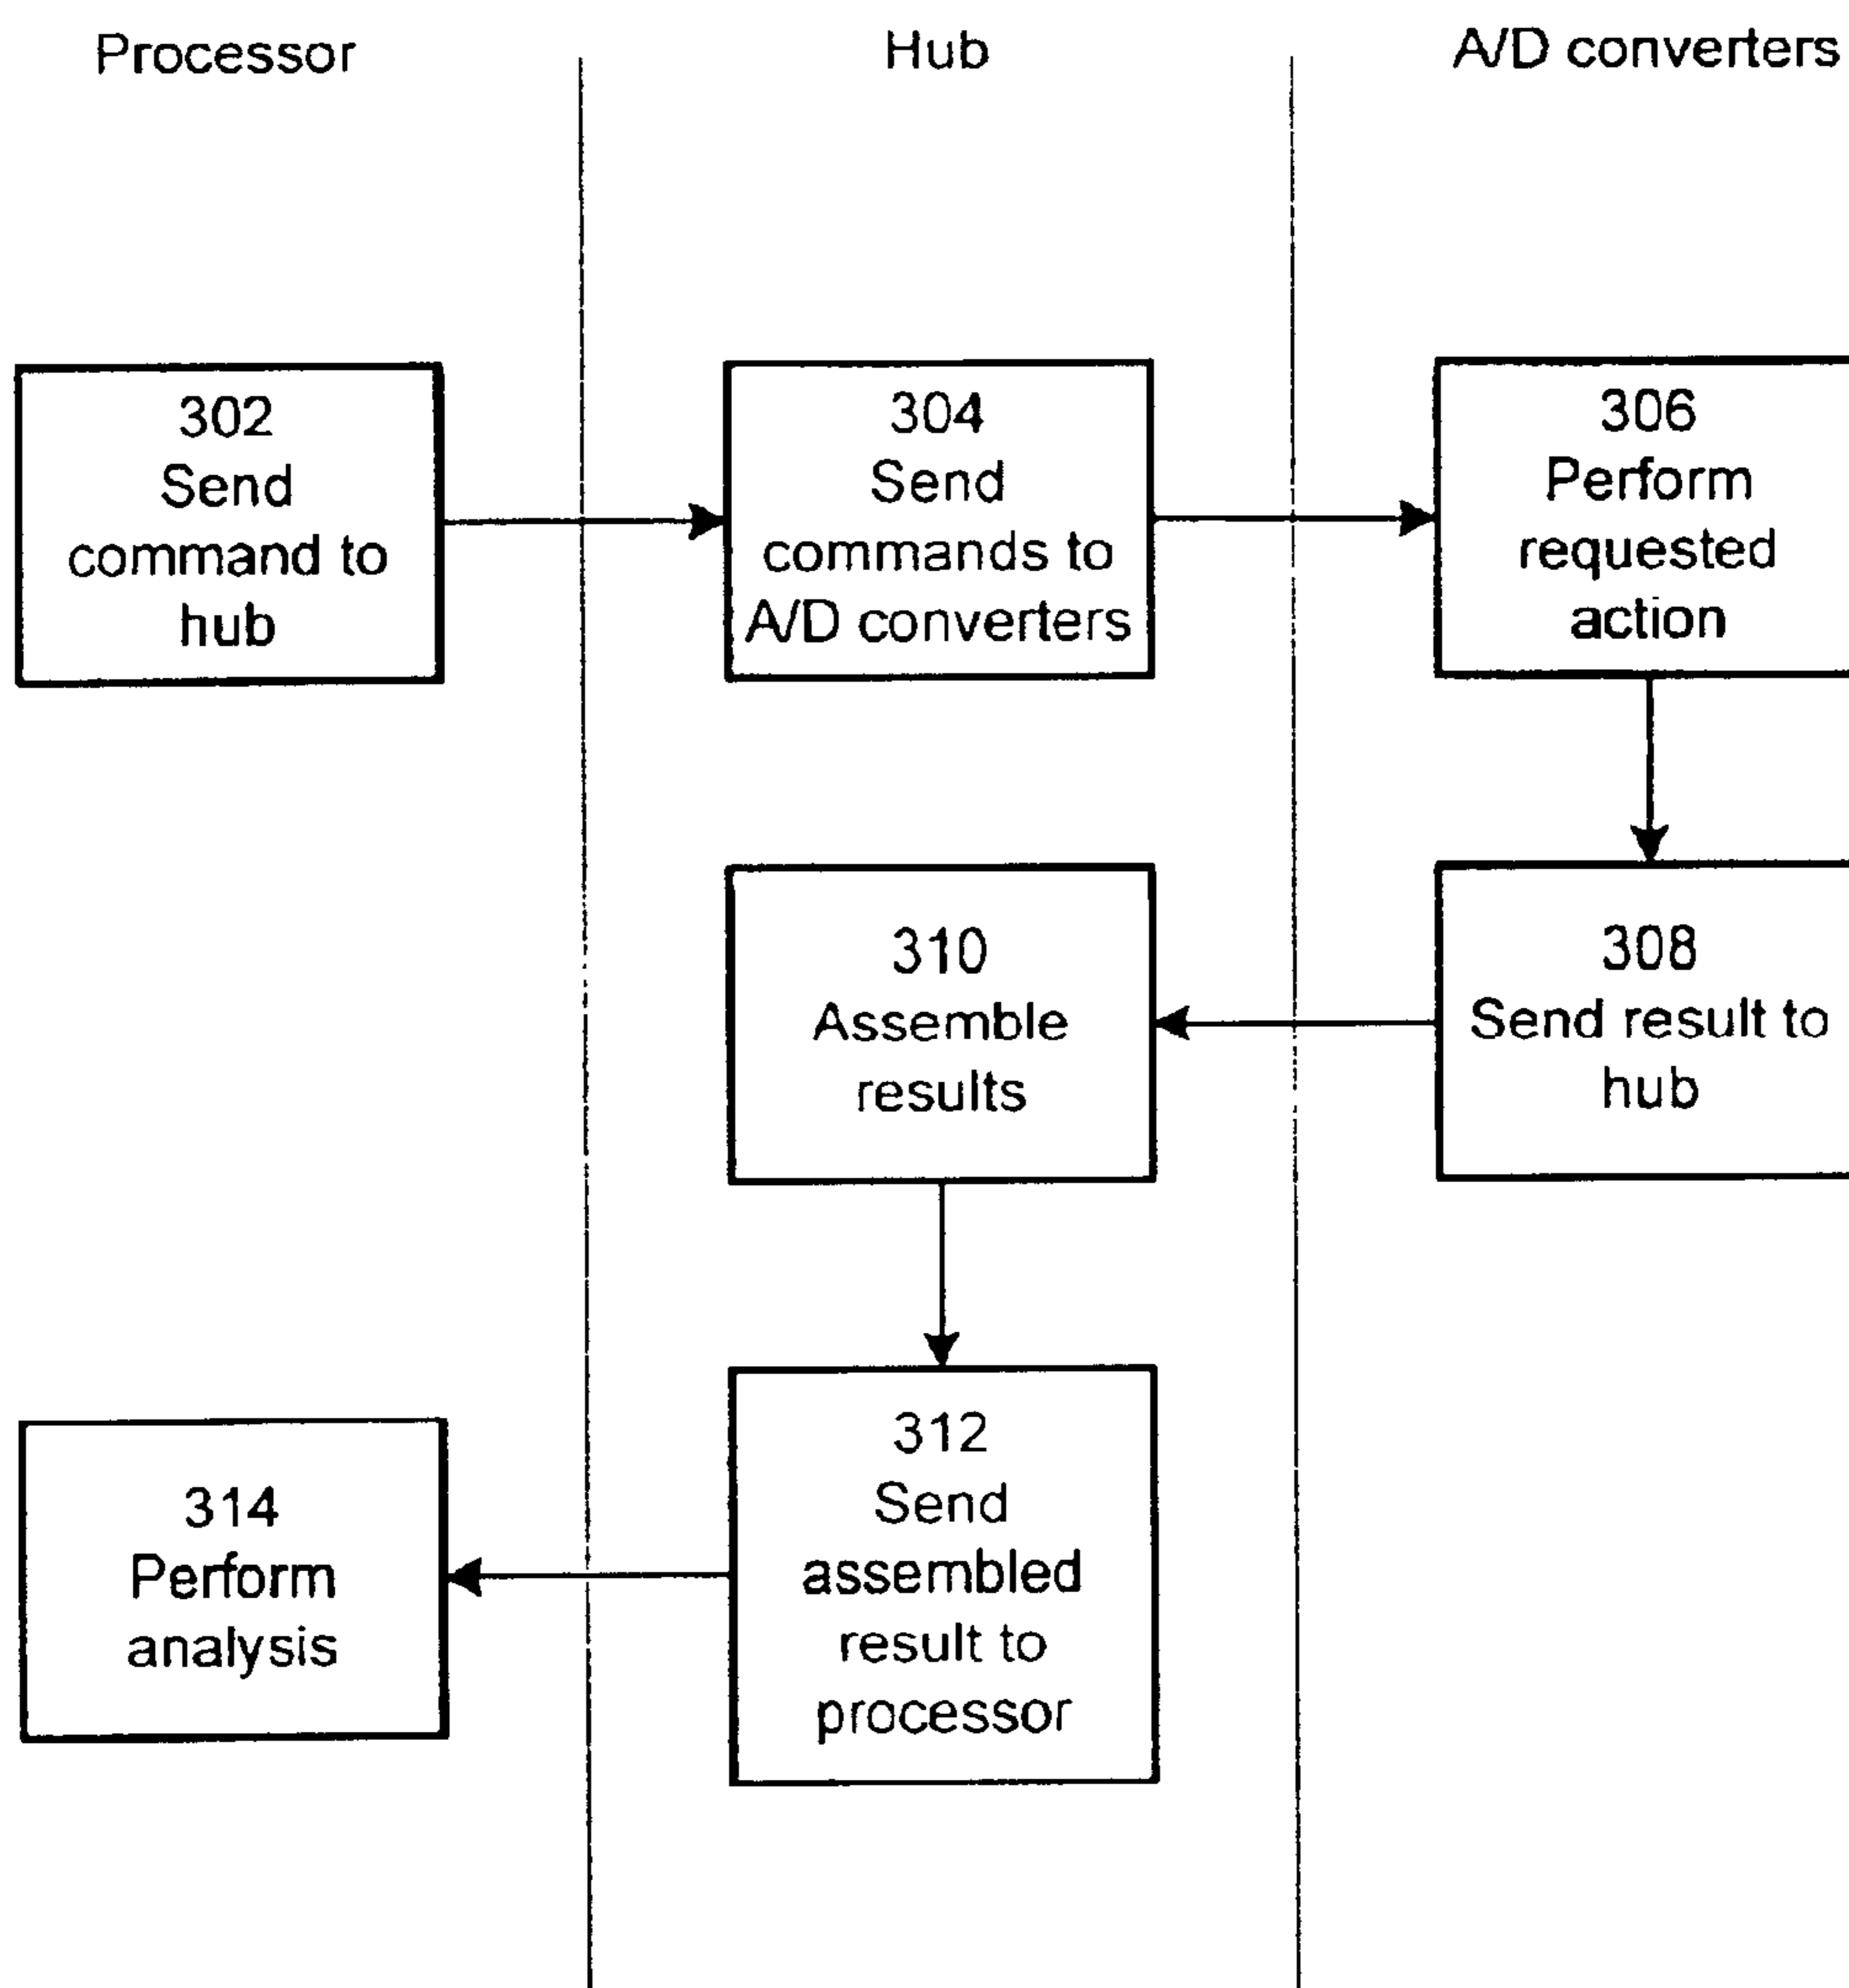 Processor
Hub
A/D converters
302
Send
command to
hub
304
Send
commands to
A/D converters
306
Perform
requested
action
310
Assemble
results
308
Send result to
hub
314
Perform
analysis
312
Send
assembled
result to
processor